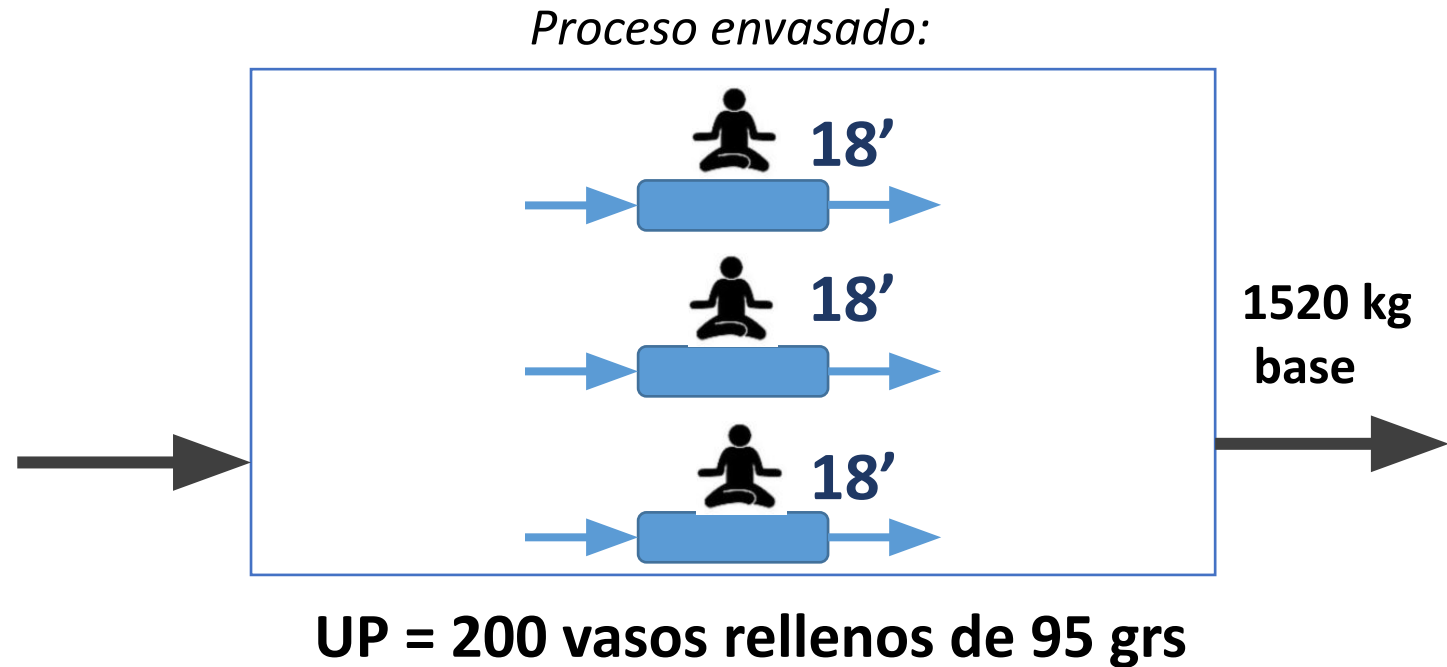 Proceso envasado:
18’
18’
1520 kg
base
18’
UP = 200 vasos rellenos de 95 grs